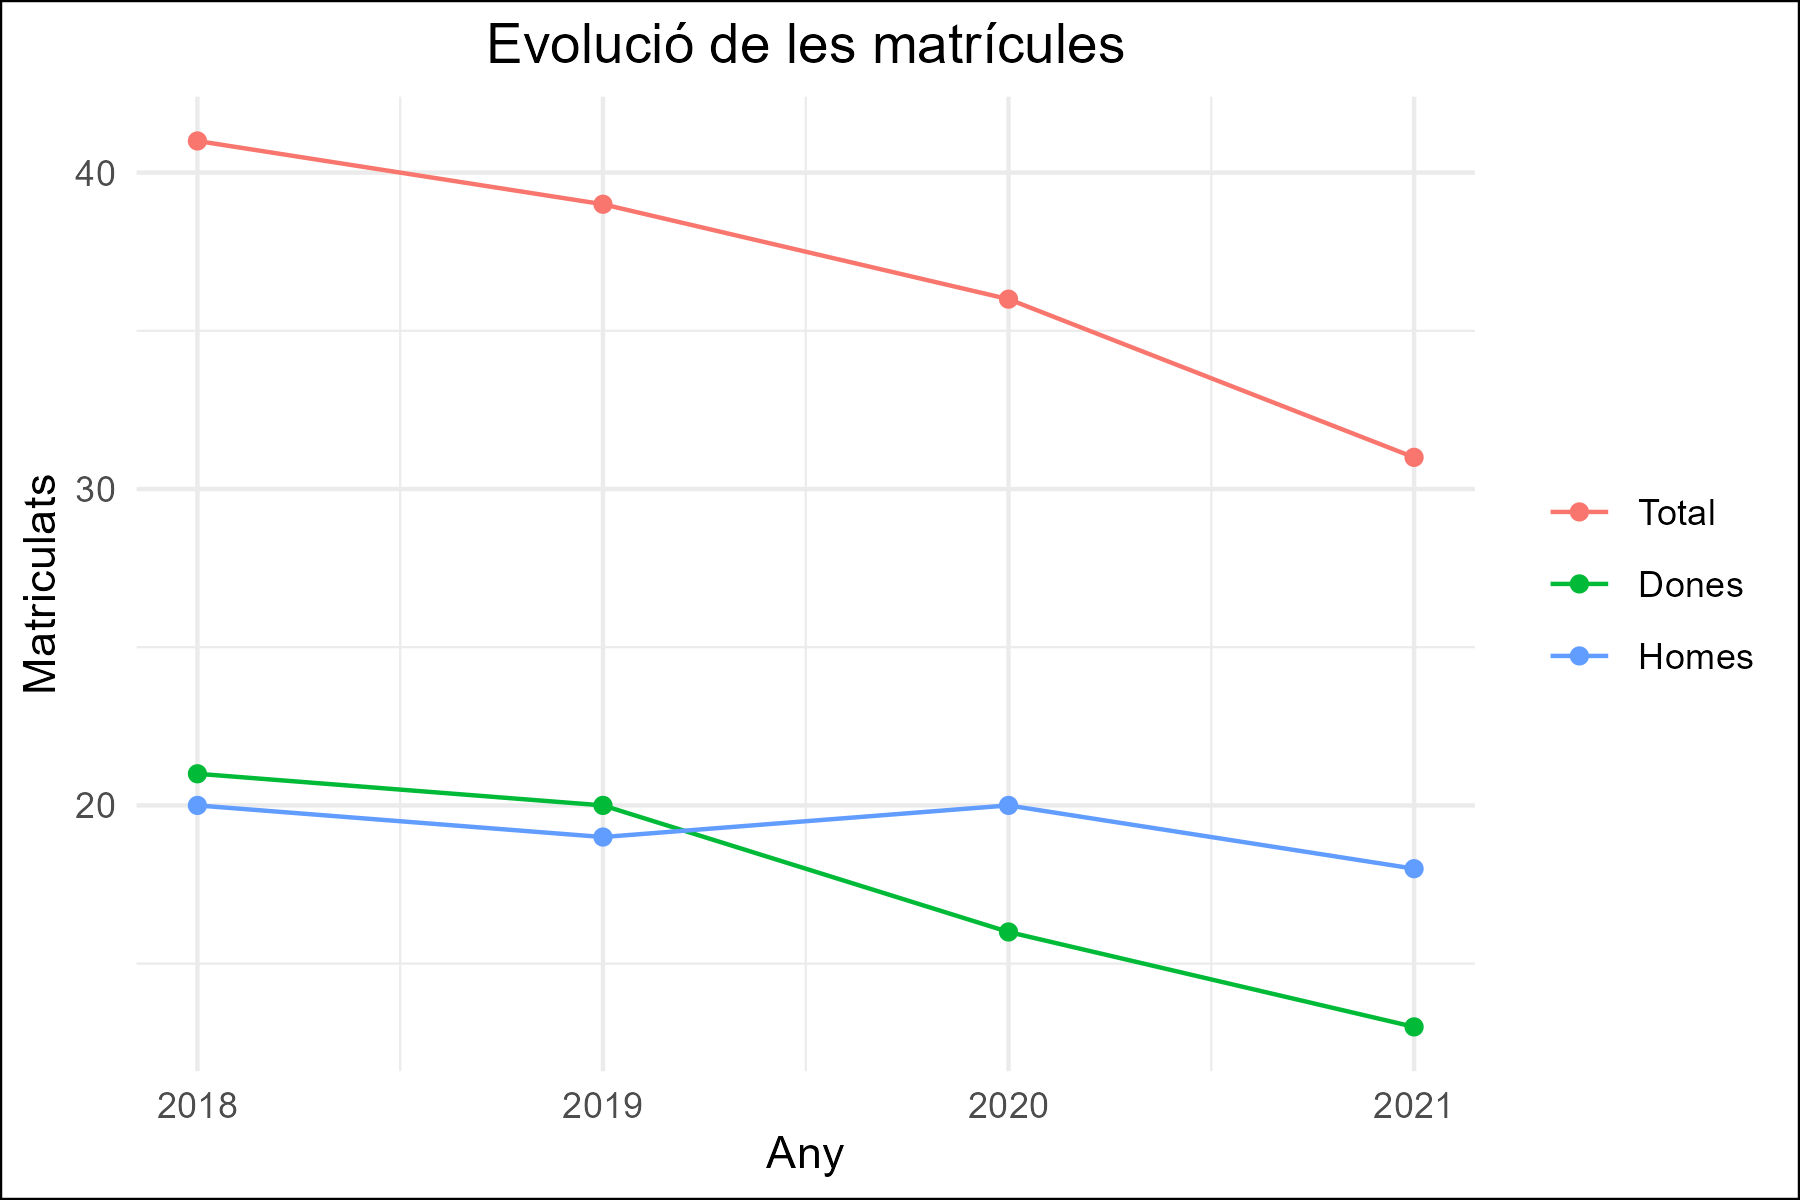 Evolució de les matrícules
Matriculats
40
30
20
2018
2019
2020
2021
Any
Total
Dones
Homes